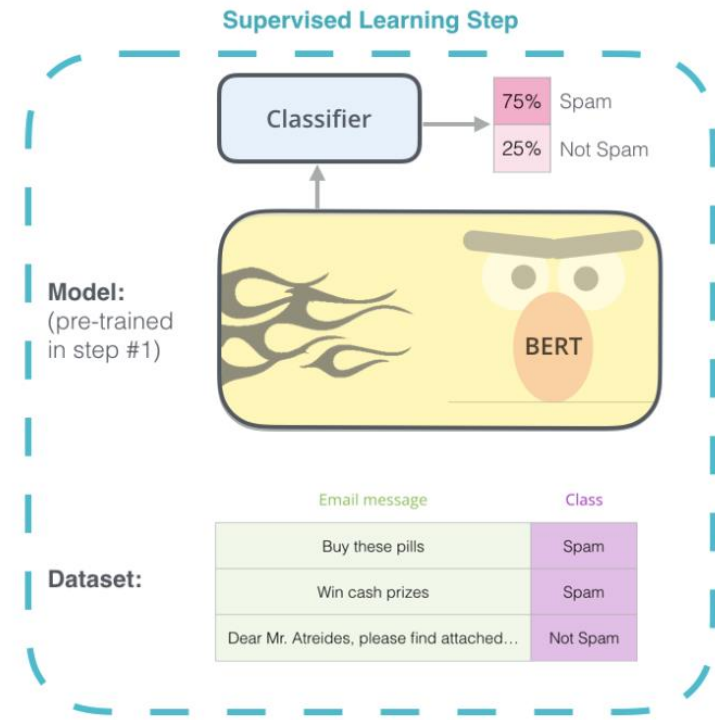 Supervised Learning Step
Classifier
75% Spam
25% Not Spam
Model:
(pre-trained
in step #1)
BERT
Email message Class
Dataset:
Buy these pills Spam
Win cash prizes Spam
Dear Mr. Atreides, please find attached... Not Spam